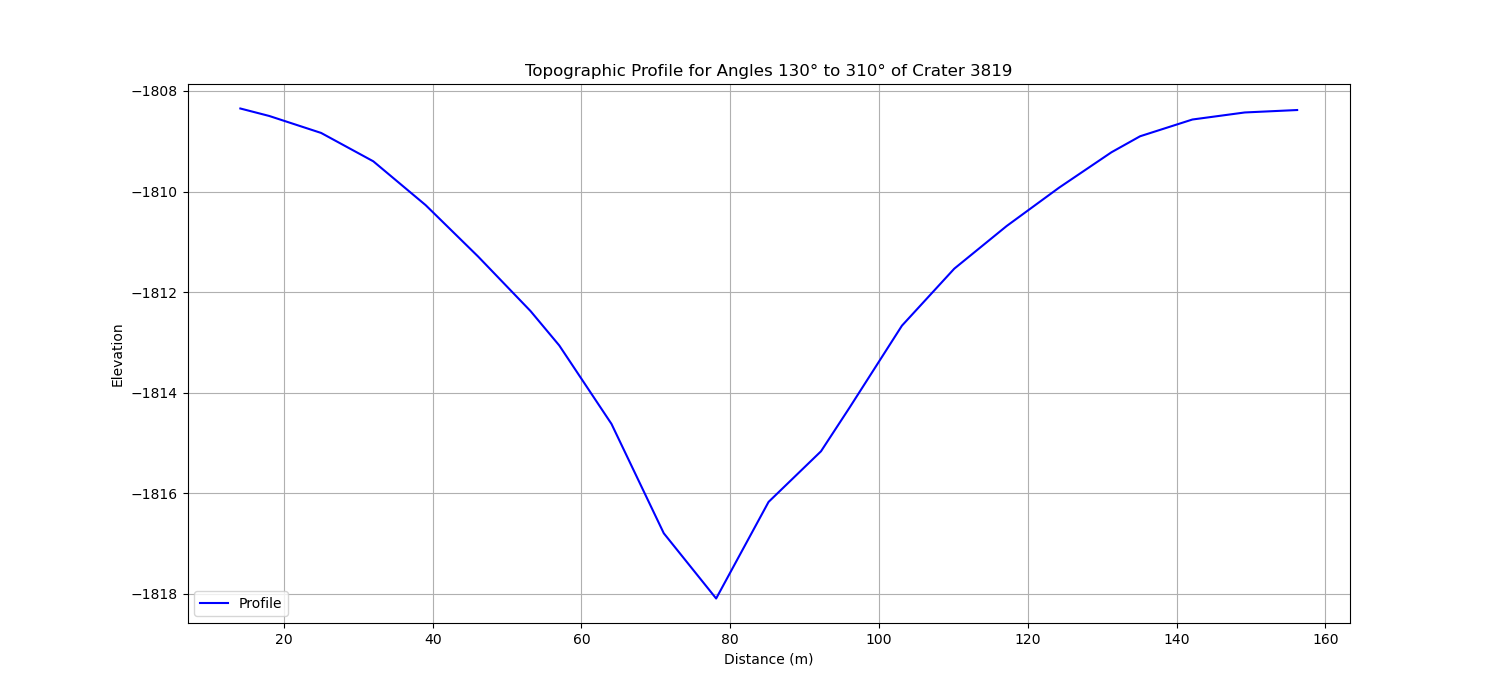 Topographic Profile for Angles 130° to 310° of Crater 3819
Elevation
−1808
−1810
−1812
−1814
−1816
−1818
Profile
20 40 60 80 100 120 140 160
Distance (m)